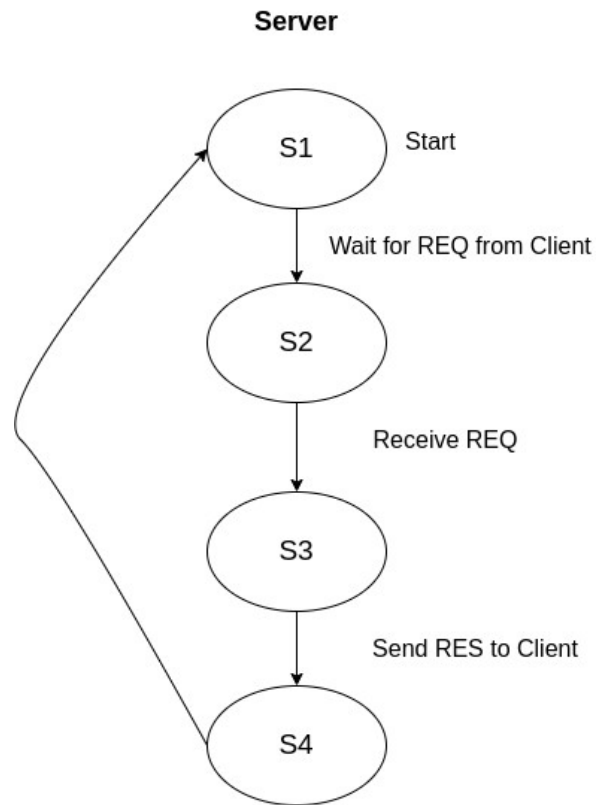 Server
S1
Start
Wait for REQ from Client
S2
Receive REQ
S3
Send RES to Client
S4